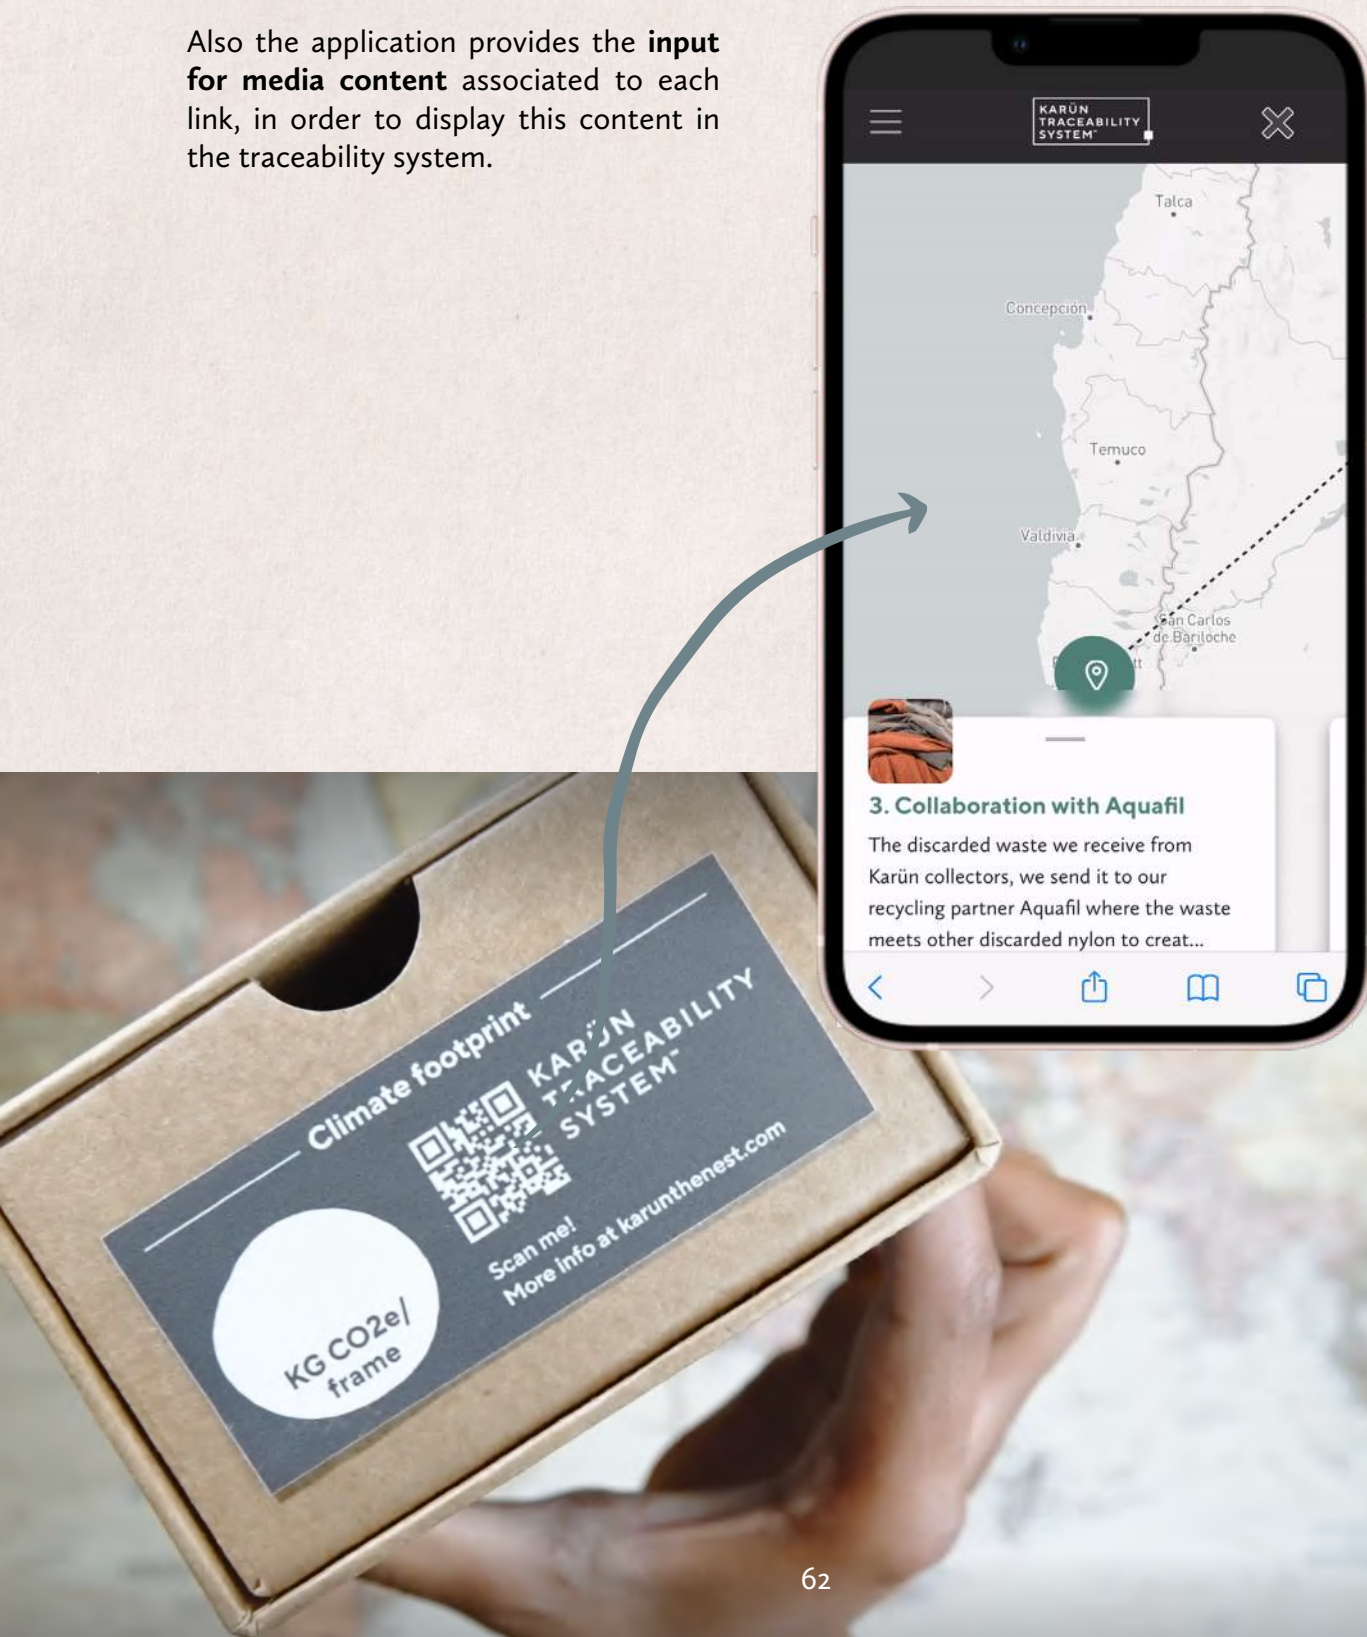 Also the application provides the input
for media content associated to each
link, in order to display this content in
the traceability system.
KARÜN
TRACEABILITY
SYSTEM
Talca
Concepción
Temuco
Valdivia
San Carlos
de Bariloche
tt
3. Collaboration with Aquafil
The discarded waste we receive from
Karün collectors, we send it to our
recycling partner Aquafil where the waste
meets other discarded nylon to creat...
Climate footprint
KARÜN
TRACEABILITY
SYSTEM
Scan me!
More info at karunthenest.com
KG CO2e/
frame
62